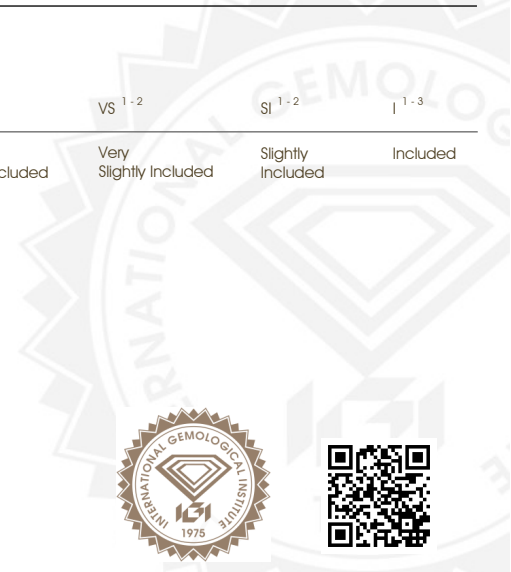 VS 1 - 2 SI 1 - 2 I 1 - 3
cluded Very Slightly Included Slightly Included Included
INTERNATIONAL GEMOLOGICAL INSTITUTE
IGI
1975